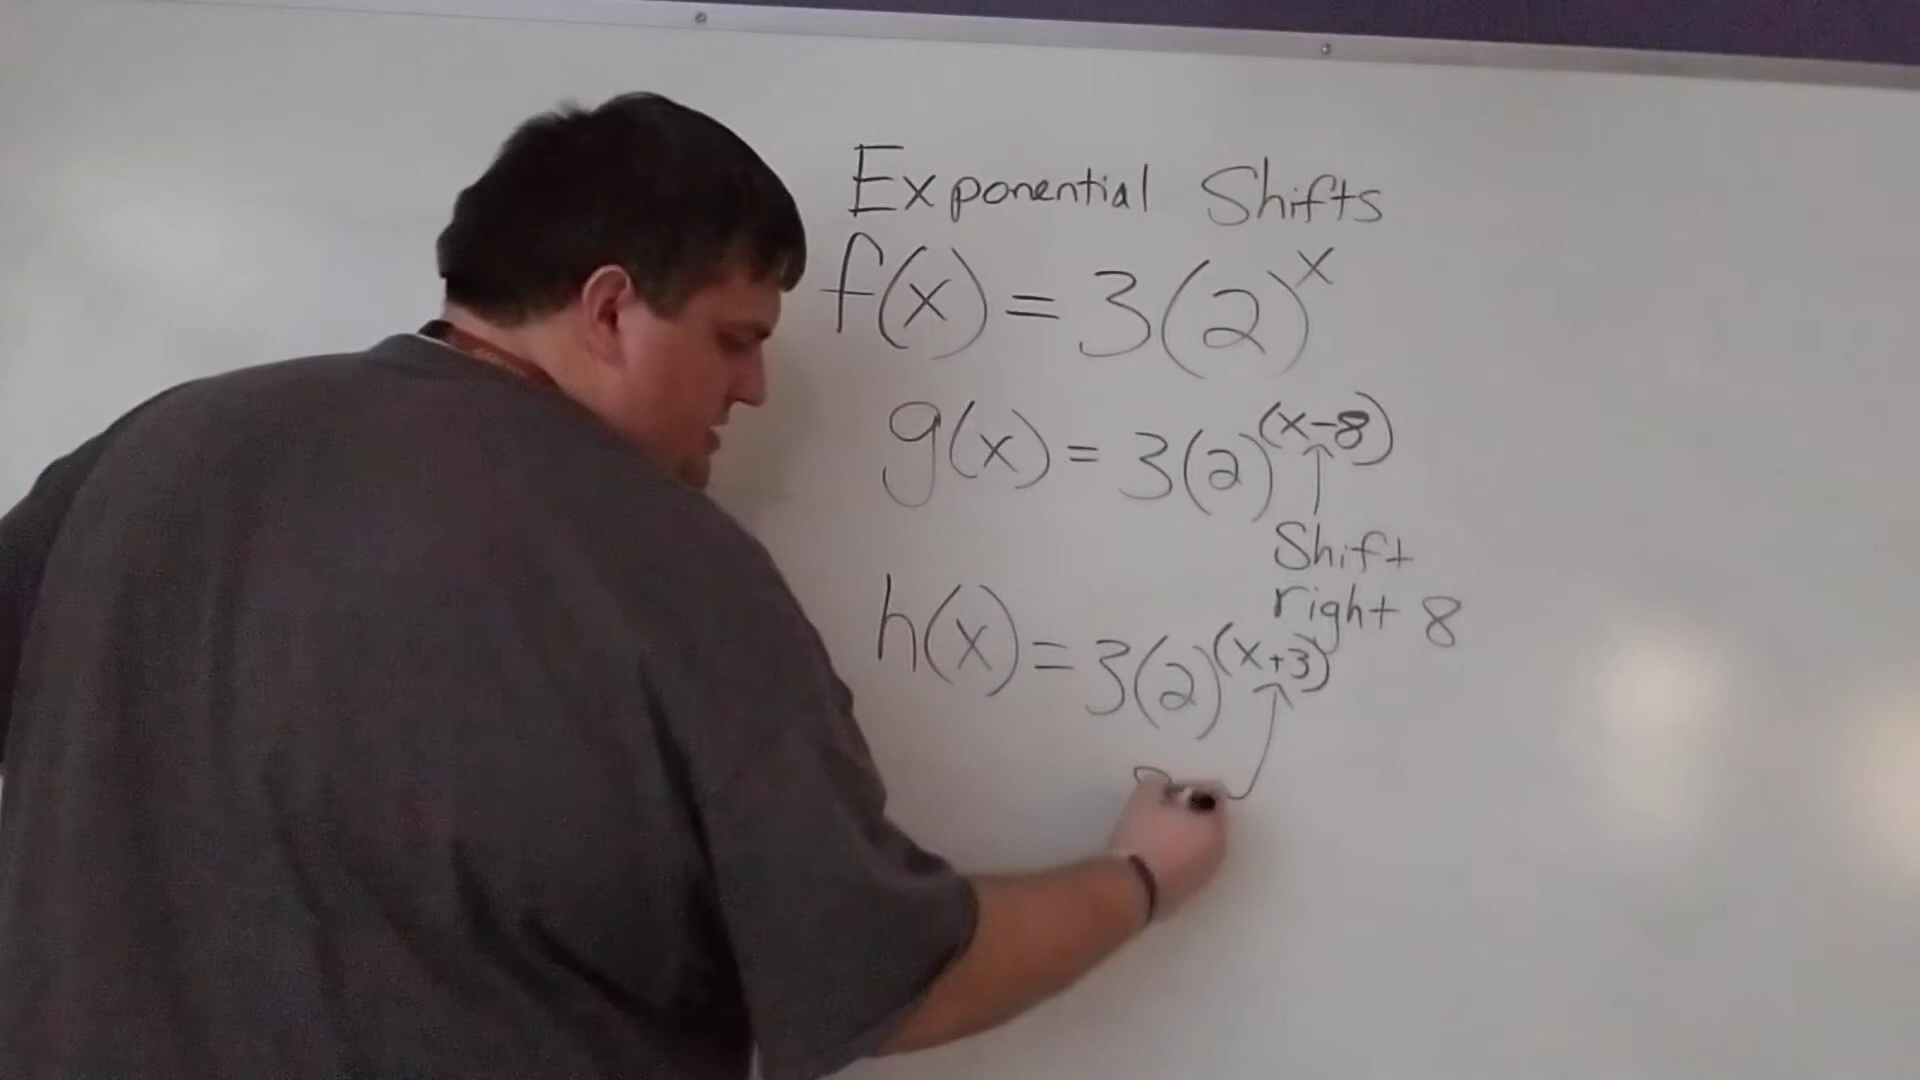 Exponential Shifts
f(x) = 3(2)^x
g(x) = 3(2)^(x-8)
Shift
right 8
h(x) = 3(2)^(x+3)